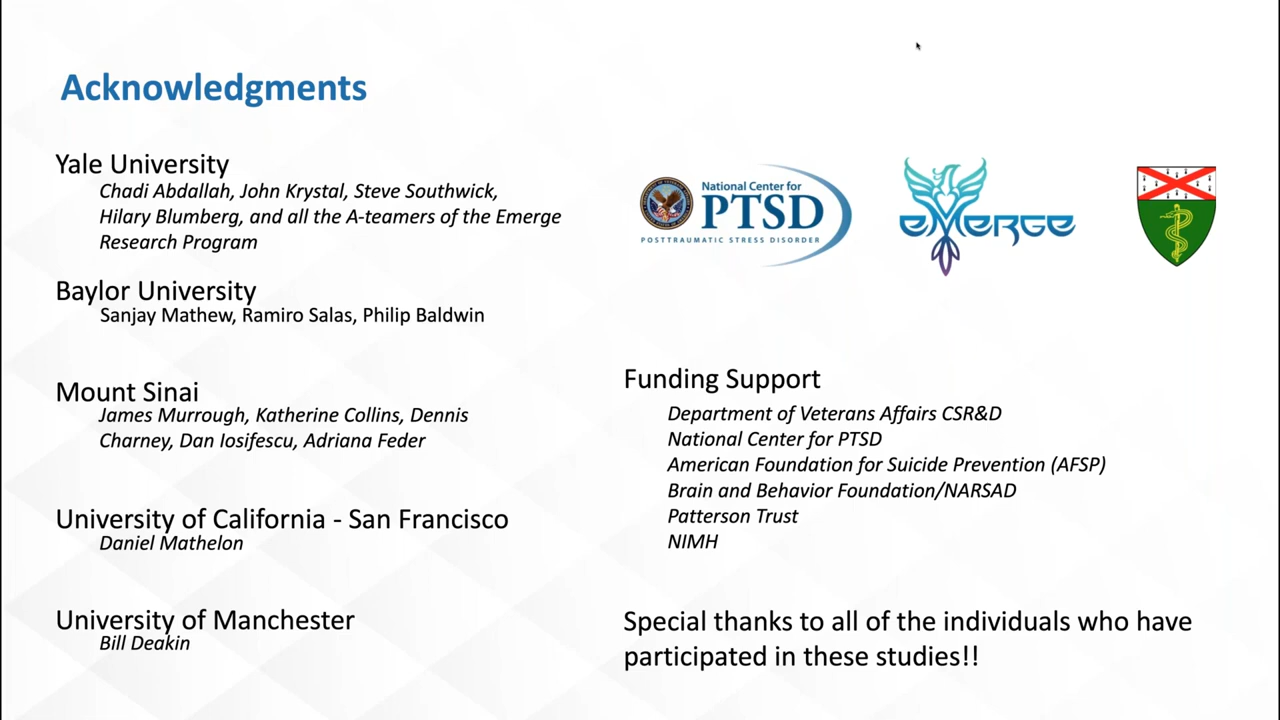 Acknowledgments
Yale University
Chadi Abdallah, John Krystal, Steve Southwick,
Hilary Blumberg, and all the A-teamers of the Emerge
Research Program
Baylor University
Sanjay Mathew, Ramiro Salas, Philip Baldwin
Mount Sinai
James Murrough, Katherine Collins, Dennis
Charney, Dan Iosifescu, Adriana Feder
University of California - San Francisco
Daniel Mathelon
University of Manchester
Bill Deakin
National Center for
PTSD
POSTTRAUMATIC STRESS DISORDER
eMerge
Funding Support
Department of Veterans Affairs CSR&D
National Center for PTSD
American Foundation for Suicide Prevention (AFSP)
Brain and Behavior Foundation/NARSAD
Patterson Trust
NIMH
Special thanks to all of the individuals who have
participated in these studies!!